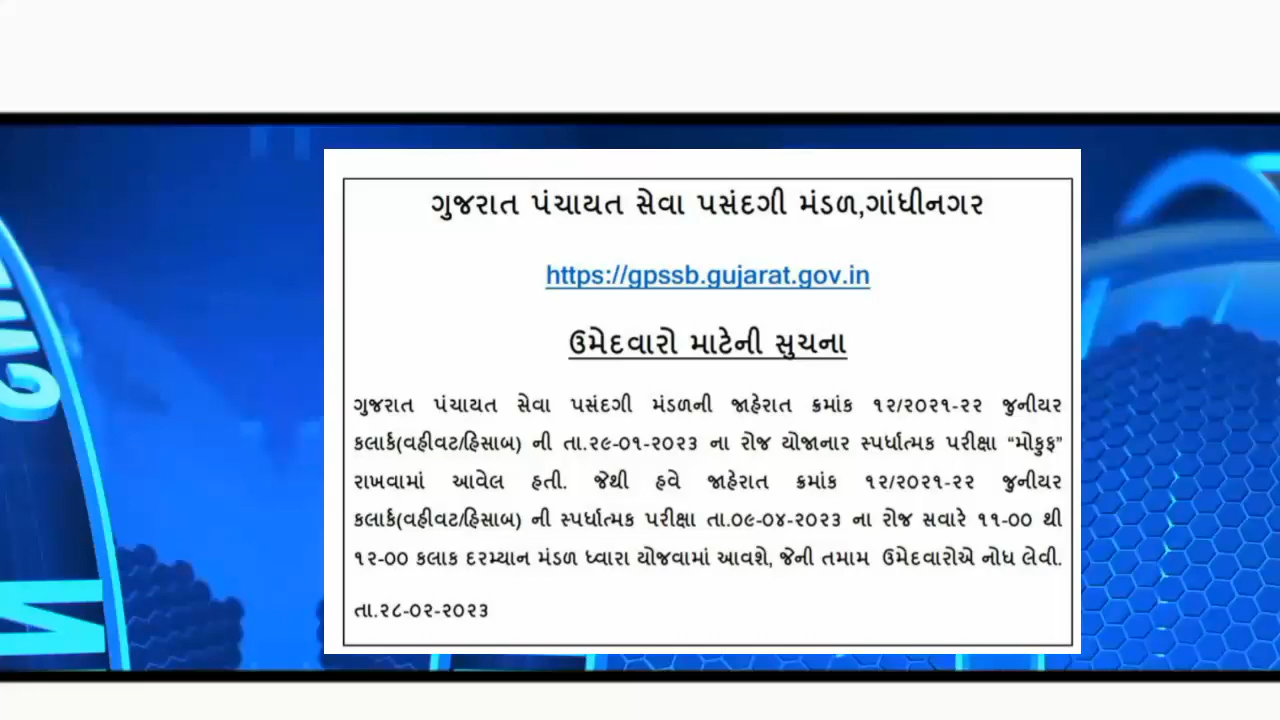 ગુજરાત પંચાયત સેવા પસંદગી મંડળ,ગાંધીનગર
https://gpssb.gujarat.gov.in
ઉમેદવારો માટેની સુચના
ગુજરાત પંચાયત સેવા પસંદગી મંડળની જાહેરાત ક્રમાંક ૧૨/૨૦૨૧-૨૨ જુનીયર
કલાર્ક(વહીવટ/હિસાબ) ની તા.૨૯-૦૧-૨૦૨૩ ના રોજ યોજાનાર સ્પર્ધાત્મક પરીક્ષા “મોકુફ”
રાખવામાં આવેલ હતી. જેથી હવે જાહેરાત ક્રમાંક ૧૨/૨૦૨૧-૨૨ જુનીયર
કલાર્ક(વહીવટ/હિસાબ) ની સ્પર્ધાત્મક પરીક્ષા તા.૦૯-૦૪-૨૦૨૩ ના રોજ સવારે ૧૧-૦૦ થી
૧૨-૦૦ કલાક દરમ્યાન મંડળ ધ્વારા યોજવામાં આવશે, જેની તમામ ઉમેદવારોએ નોધ લેવી.
તા.૨૮-૦૨-૨૦૨૩